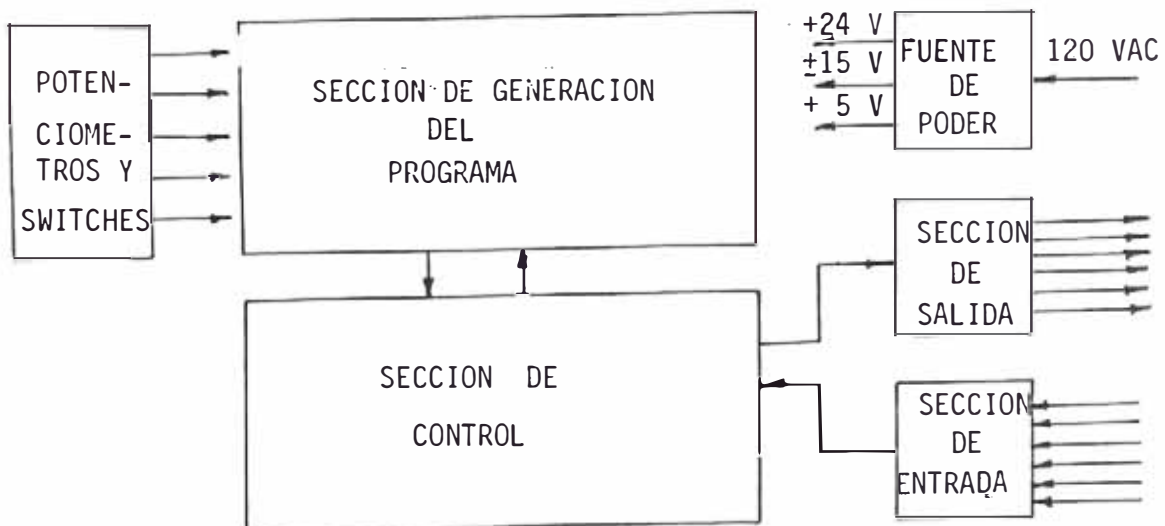 POTEN-
CIOME-
TROS Y
SWITCHES
SECCION DE GENERACION
DEL
PROGRAMA
+24 V
±15 V
+ 5 V
FUENTE
DE
PODER
120 VAC
SECCION
DE
SALIDA
SECCION DE
CONTROL
SECCION
DE
ENTRADA